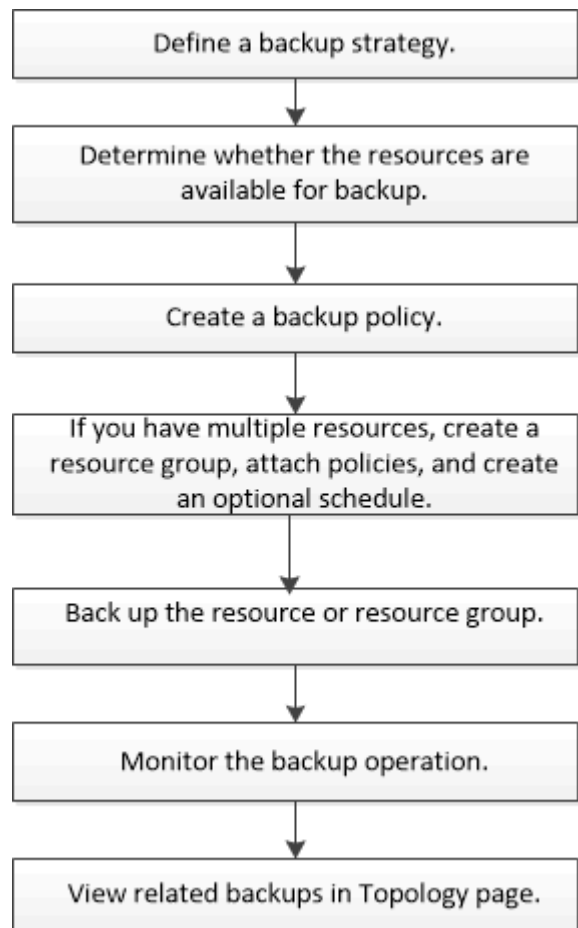 Define a backup strategy.
Determine whether the resources are
available for backup.
Create a backup policy.
If you have multiple resources, create a
resource group, attach policies, and create
an optional schedule.
Back up the resource or resource group.
Monitor the backup operation.
View related backups in Topology page.